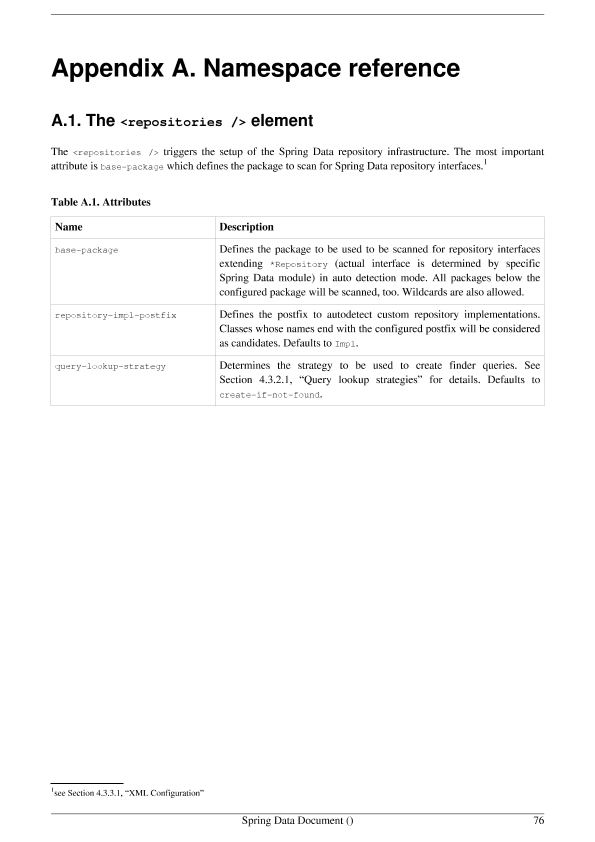 Appendix A. Namespace reference
A.1. The <repositories /> element
The <repositories /> triggers the setup of the Spring Data repository infrastructure. The most important
attribute is base-package which defines the package to scan for Spring Data repository interfaces.1
Table A.1. Attributes
Name Description
base-package Defines the package to be used to be scanned for repository interfaces
extending *Repository (actual interface is determined by specific
Spring Data module) in auto detection mode. All packages below the
configured package will be scanned, too. Wildcards are also allowed.
repository-impl-postfix Defines the postfix to autodetect custom repository implementations.
Classes whose names end with the configured postfix will be considered
as candidates. Defaults to Impl.
query-lookup-strategy Determines the strategy to be used to create finder queries. See
Section 4.3.2.1, “Query lookup strategies” for details. Defaults to
create-if-not-found.
1see Section 4.3.3.1, “XML Configuration”
Spring Data Document () 76